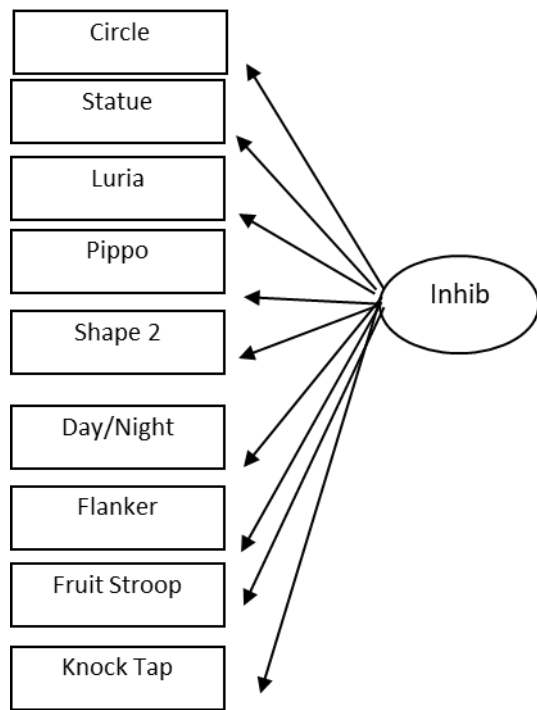 Circle
Statue
Luria
Pippo
Inhib
Shape 2
Day/Night
Flanker
Fruit Stroop
Knock Tap